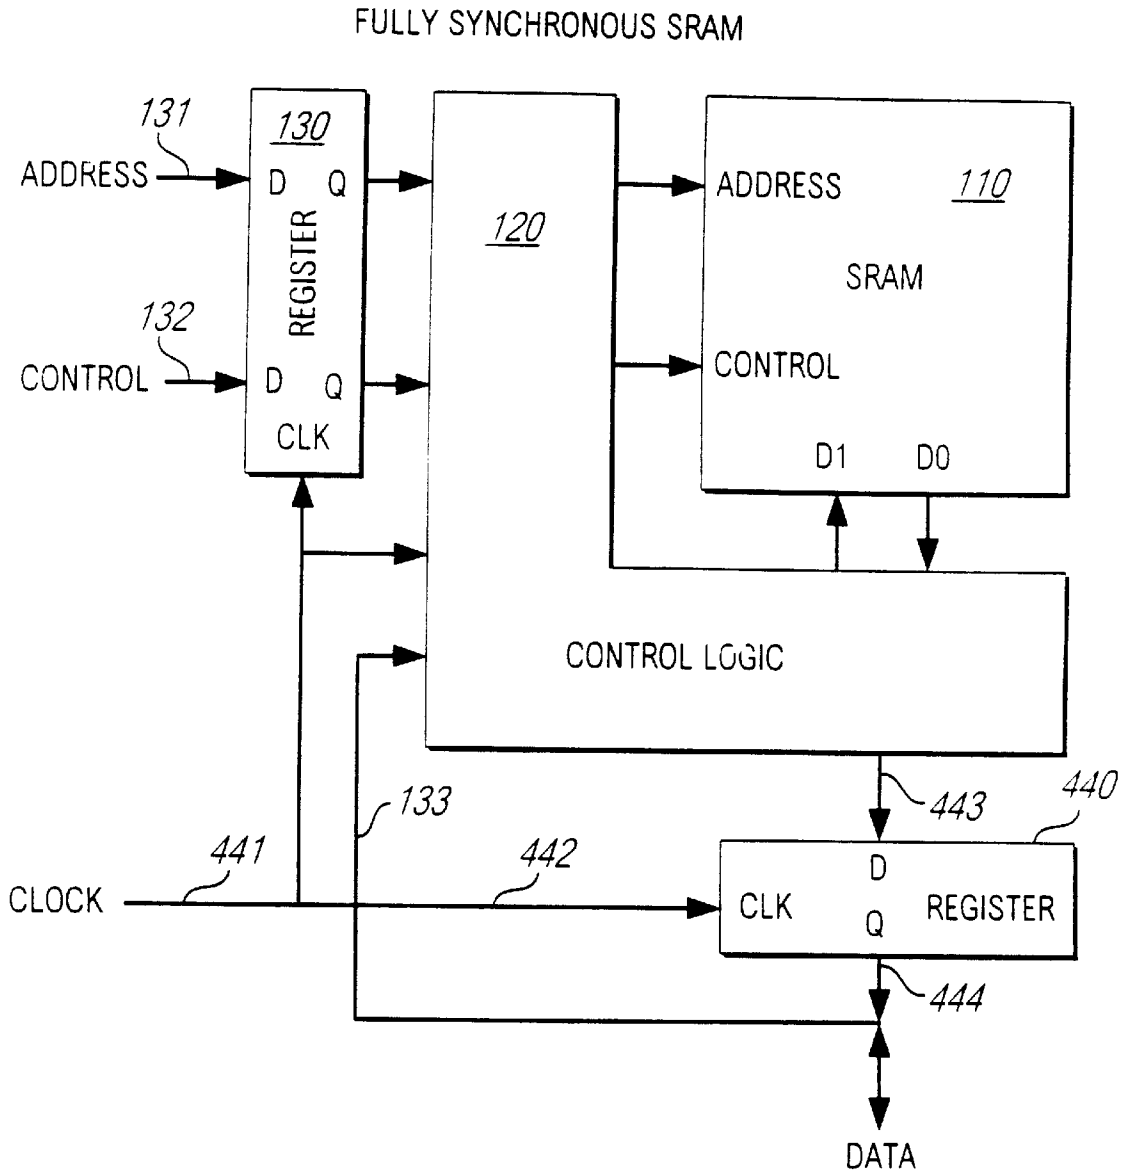 FULLY SYNCHRONOUS SRAM
131
130
ADDRESS
D Q
ADDRESS
110
120
REGISTER
SRAM
132
CONTROL
D Q
CONTROL
CLK
D1 D0
CONTROL LOGIC
133
443
440
441
442
D
CLOCK
CLK
REGISTER
Q
444
DATA